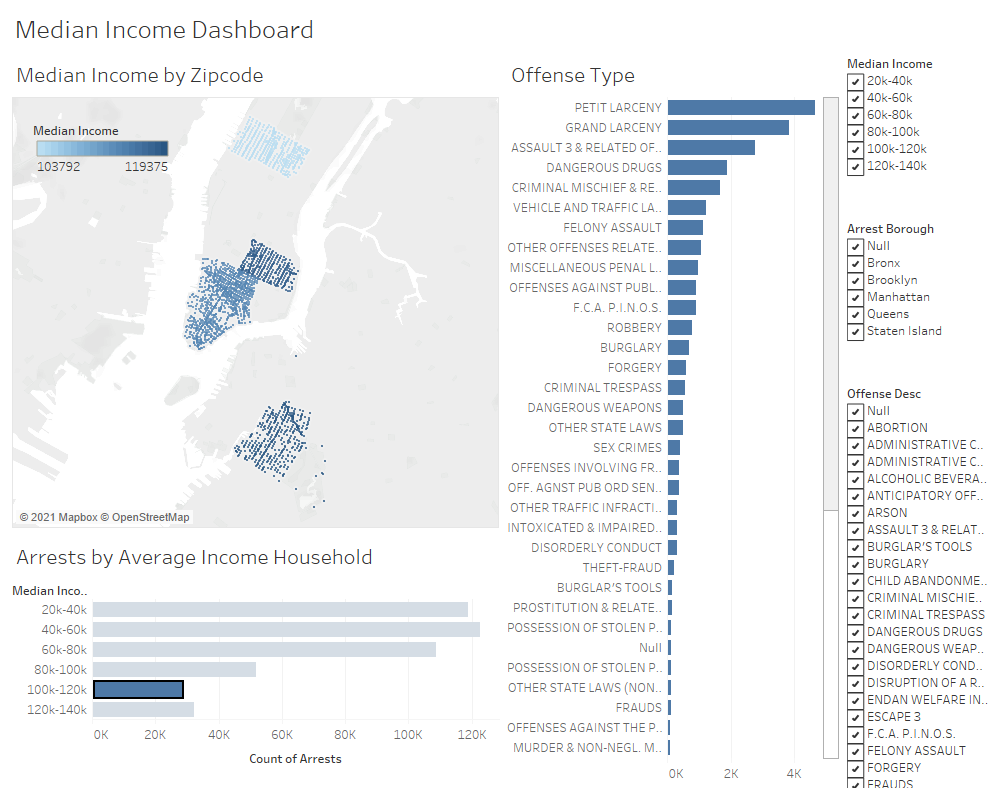 Median Income Dashboard
Median Income by Zipcode
Median Income
103792 119375
© 2021 Mapbox © OpenStreetMap
Arrests by Average Income Household
Median Inco..
20k-40k
40k-60k
60k-80k
80k-100k
100k-120k
120k-140k
0K 20K 40K 60K 80K 100K 120K
Count of Arrests
Offense Type
PETIT LARCENY
GRAND LARCENY
ASSAULT 3 & RELATED OF..
DANGEROUS DRUGS
CRIMINAL MISCHIEF & RE..
VEHICLE AND TRAFFIC LA..
FELONY ASSAULT
OTHER OFFENSES RELATE..
MISCELLANEOUS PENAL L..
OFFENSES AGAINST PUBL..
F.C.A. P.I.N.O.S.
ROBBERY
BURGLARY
FORGERY
CRIMINAL TRESPASS
DANGEROUS WEAPONS
OTHER STATE LAWS
SEX CRIMES
OFFENSES INVOLVING FR..
OFF. AGNST PUB ORD SEN..
OTHER TRAFFIC INFRACTI..
INTOXICATED & IMPAIRED..
DISORDERLY CONDUCT
THEFT-FRAUD
BURGLAR'S TOOLS
PROSTITUTION & RELATE..
POSSESSION OF STOLEN P..
Null
POSSESSION OF STOLEN P..
OTHER STATE LAWS (NON..
FRAUDS
OFFENSES AGAINST THE P..
MURDER & NON-NEGL. M..
0K 2K 4K
Median Income
20k-40k
40k-60k
60k-80k
80k-100k
100k-120k
120k-140k
Arrest Borough
Null
Bronx
Brooklyn
Manhattan
Queens
Staten Island
Offense Desc
Null
ABORTION
ADMINISTRATIVE C..
ADMINISTRATIVE C..
ALCOHOLIC BEVERA..
ANTICIPATORY OFF..
ARSON
ASSAULT 3 & RELAT..
BURGLAR'S TOOLS
BURGLARY
CHILD ABANDONME..
CRIMINAL MISCHIE..
CRIMINAL TRESPASS
DANGEROUS DRUGS
DANGEROUS WEAP..
DISORDERLY COND..
DISRUPTION OF A R..
ENDAN WELFARE IN..
ESCAPE 3
F.C.A. P.I.N.O.S.
FELONY ASSAULT
FORGERY
FRAUDS